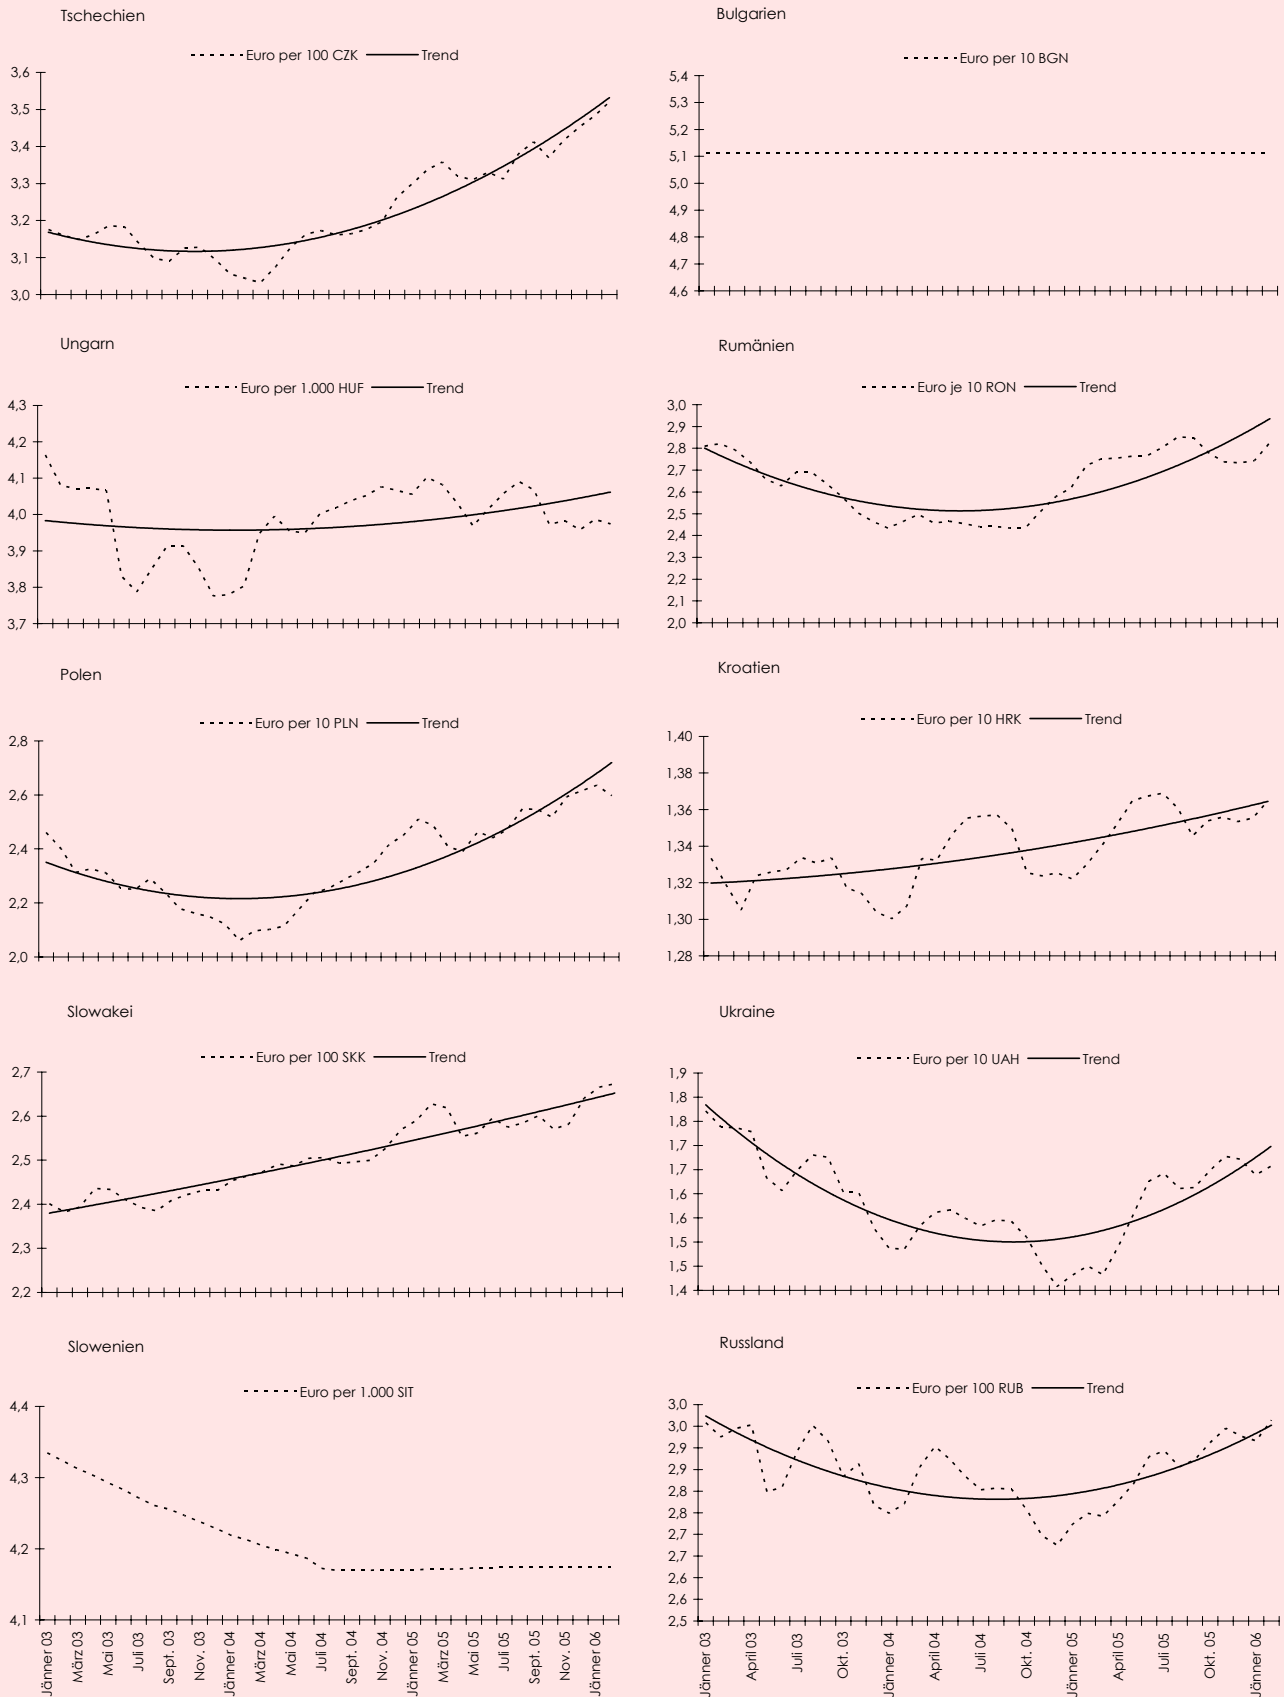 Tschechien
Euro per 100 CZK Trend
3,6
3,5
3,4
3,3
3,2
3,1
3,0
Bulgarien
Euro per 10 BGN
5,4
5,3
5,2
5,1
5,0
4,9
4,8
4,7
4,6
Ungarn
Euro per 1.000 HUF Trend
4,3
4,2
4,1
4,0
3,9
3,8
3,7
Rumänien
Euro je 10 RON Trend
3,0
2,9
2,8
2,7
2,6
2,5
2,4
2,3
2,2
2,1
2,0
Polen
Euro per 10 PLN Trend
2,8
2,6
2,4
2,2
2,0
Kroatien
Euro per 10 HRK Trend
1,40
1,38
1,36
1,34
1,32
1,30
1,28
Slowakei
Euro per 100 SKK Trend
2,7
2,6
2,5
2,4
2,3
2,2
Ukraine
Euro per 10 UAH Trend
1,9
1,8
1,8
1,7
1,7
1,6
1,6
1,5
1,5
1,4
Slowenien
Euro per 1.000 SIT
4,4
4,3
4,2
4,1
Jänner 03
März 03
Mai 03
Juli 03
Sept. 03
Nov. 03
Jänner 04
März 04
Mai 04
Juli 04
Sept. 04
Nov. 04
Jänner 05
März 05
Mai 05
Juli 05
Sept. 05
Nov. 05
Jänner 06
Russland
Euro per 100 RUB Trend
3,0
3,0
2,9
2,9
2,8
2,7
2,7
2,6
2,6
2,5
Jänner 03
April 03
Juli 03
Okt. 03
Jänner 04
April 04
Juli 04
Okt. 04
Jänner 05
April 05
Juli 05
Okt. 05
Jänner 06